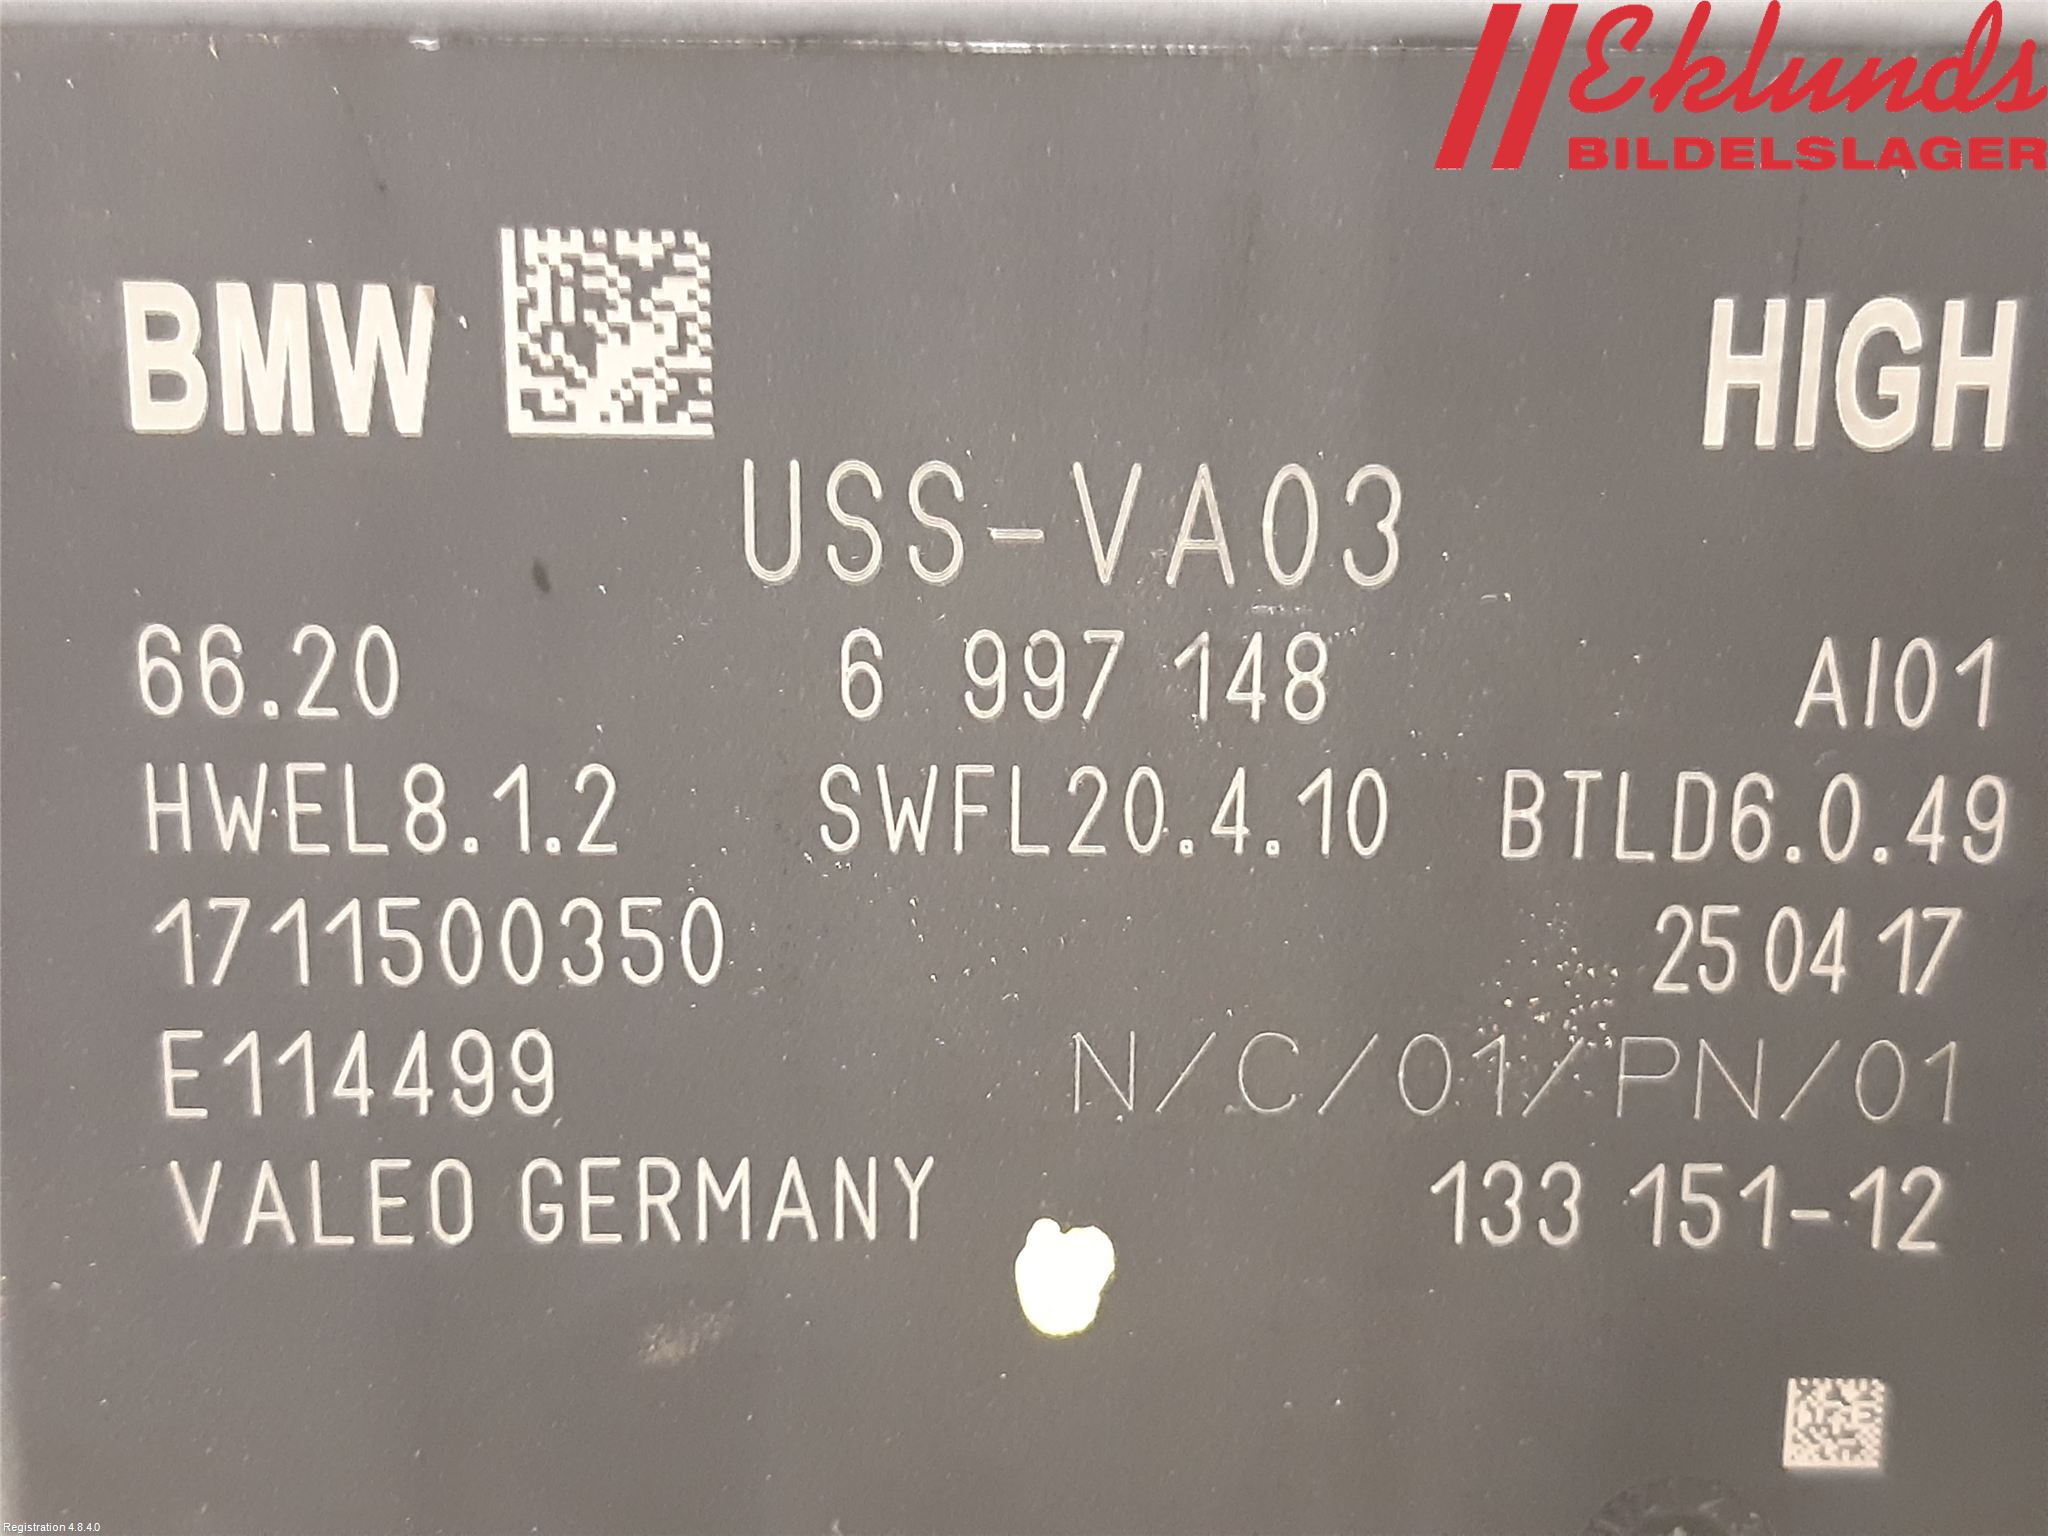 Eklunds
BILDELSLAGER
BMW HIGH
USS-VA03
66.20 6 997 148 AI01
HWEL8.1.2 SWFL20.4.10 BTLD6.0.49
1711500350 25 04 17
E114499 N/C/01/PN/01
VALEO GERMANY 133 151-12
Registration 4.8.4.0